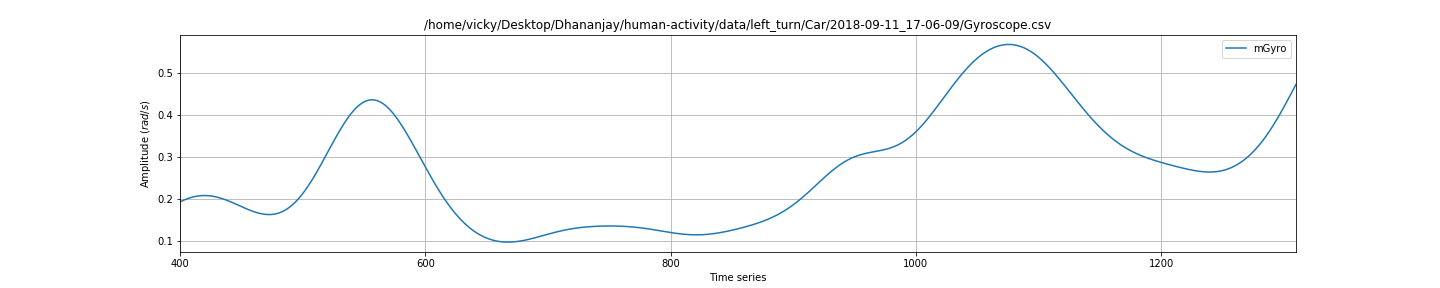 /home/vicky/Desktop/Dhananjay/human-activity/data/left_turn/Car/2018-09-11_17-06-09/Gyroscope.csv
mGyro
Amplitude (rad/s)
0.5
0.4
0.3
0.2
0.1
400 600 800 1000 1200
Time series